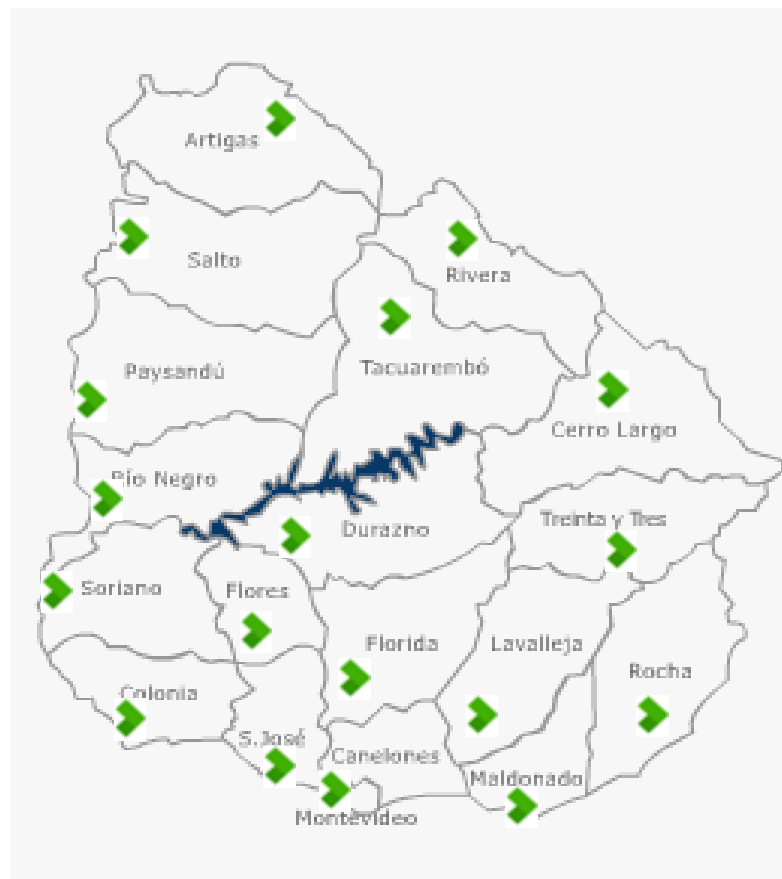 Artigas
Salto
Rivera
Paysandú
Tacuarembó
Cerro Largo
Río Negro
Durazno
Treinta y Tres
Soriano
Flores
Florida
Lavalleja
Rocha
Colonia
S.José
Canelones
Maldonado
Montevideo